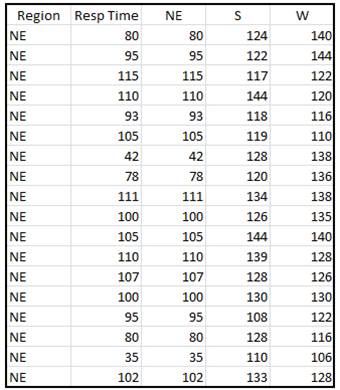 Region Resp Time NE S W
NE 80 80 124 140
NE 95 95 122 144
NE 115 115 117 122
NE 110 110 144 120
NE 93 93 118 116
NE 105 105 119 110
NE 42 42 128 138
NE 78 78 120 136
NE 111 111 134 138
NE 100 100 126 135
NE 105 105 144 140
NE 110 110 139 128
NE 107 107 128 126
NE 100 100 130 130
NE 95 95 108 122
NE 80 80 128 116
NE 35 35 110 106
NE 102 102 133 128